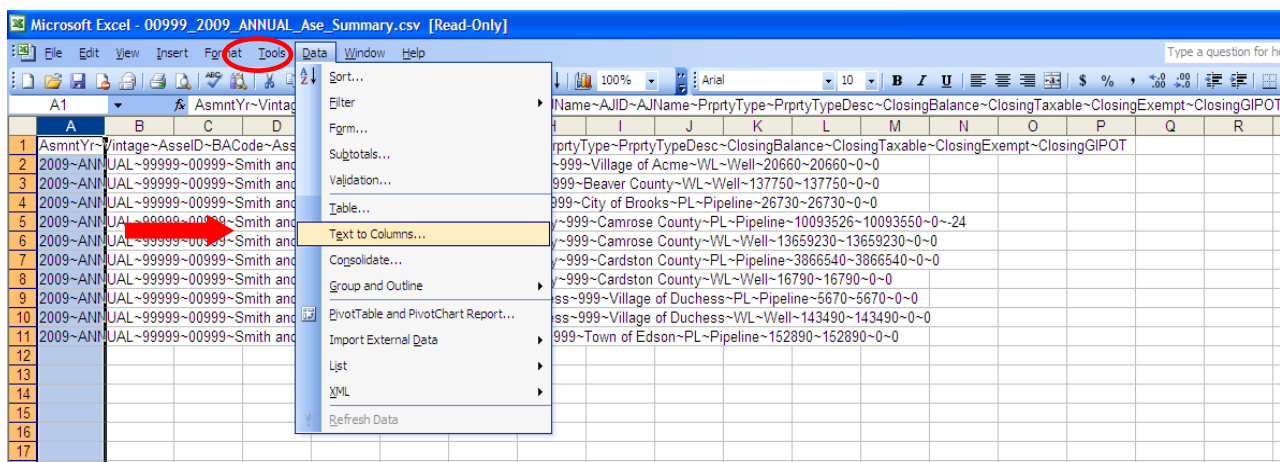 Microsoft Excel - 00999_2009_ANNUAL_Ase_Summary.csv [Read-Only]
File Edit View Insert Format Tools Data Window Help Type a question for h
100% Arial 10 B I U $ % ,
A1 fx AsmntYr~Vintag JName~AJID~AJName~PrprtyType~PrprtyTypeDesc~ClosingBalance~ClosingTaxable~ClosingExempt~ClosingGIPOT
A B C D H I J K L M N O P Q R
1 AsmntYr~Vintage~AsseID~BACode~Ass rprtyType~PrprtyTypeDesc~ClosingBalance~ClosingTaxable~ClosingExempt~ClosingGIPOT
2 2009~ANNUAL~99999~00999~Smith and ~999~Village of Acme~WL~Well~20660~20660~0~0
3 2009~ANNUAL~99999~00999~Smith and 999~Beaver County~WL~Well~137750~137750~0~0
4 2009~ANNUAL~99999~00999~Smith and 999~City of Brooks~PL~Pipeline~26730~26730~0~0
5 2009~ANNUAL~99999~00999~Smith and y~999~Camrose County~PL~Pipeline~10093526~10093550~0~-24
6 2009~ANNUAL~99999~00999~Smith and y~999~Camrose County~WL~Well~13659230~13659230~0~0
7 2009~ANNUAL~99999~00999~Smith and y~999~Cardston County~PL~Pipeline~3866540~3866540~0~0
8 2009~ANNUAL~99999~00999~Smith and y~999~Cardston County~WL~Well~16790~16790~0~0
9 2009~ANNUAL~99999~00999~Smith and ess~999~Village of Duchess~PL~Pipeline~5670~5670~0~0
10 2009~ANNUAL~99999~00999~Smith and ess~999~Village of Duchess~WL~Well~143490~143490~0~0
11 2009~ANNUAL~99999~00999~Smith and 999~Town of Edson~PL~Pipeline~152890~152890~0~0
12
13
14
15
16
17
Sort...
Filter
Form...
Subtotals...
Validation...
Table...
Text to Columns...
Consolidate...
Group and Outline
PivotTable and PivotChart Report...
Import External Data
List
XML
Refresh Data